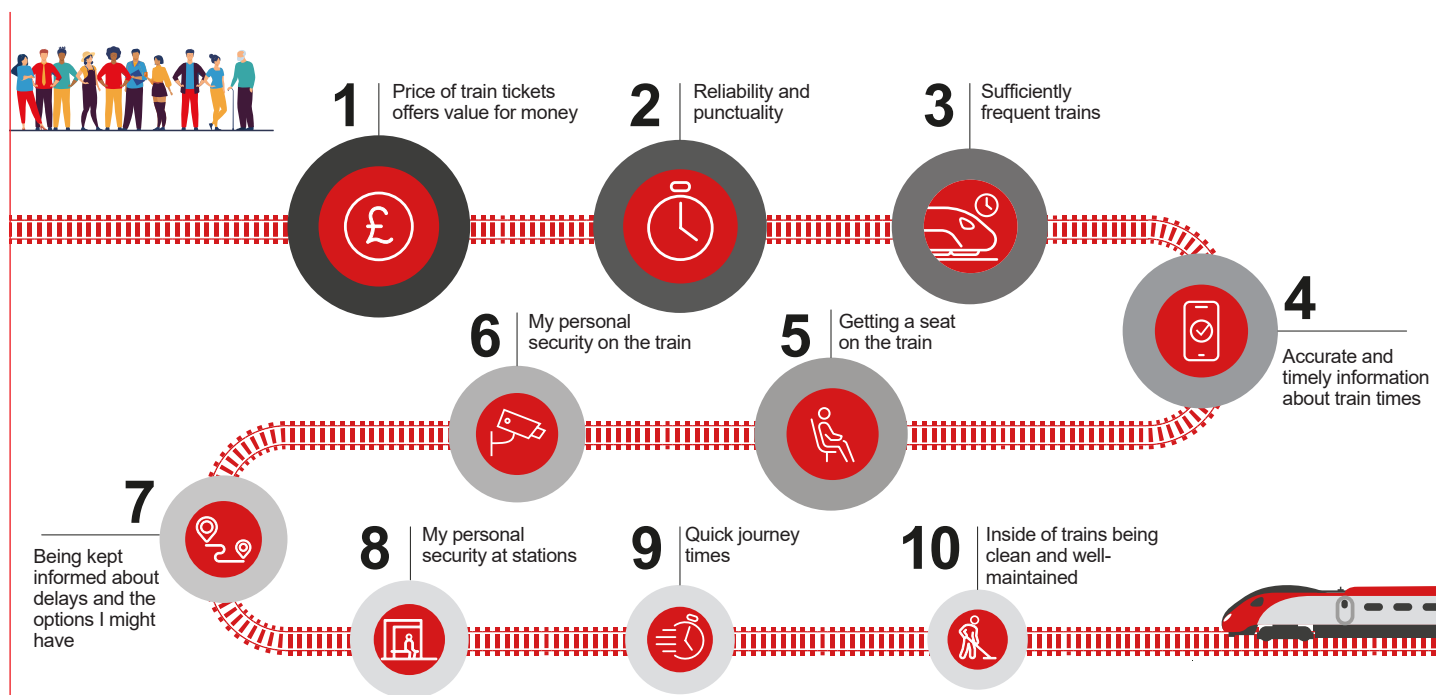 1
Price of train tickets
offers value for money
2
Reliability and
punctuality
3
Sufficiently
frequent trains
£
4
Accurate and
timely information
about train times
5
Getting a seat
on the train
6
My personal
security on the train
7
Being kept
informed about
delays and the
options I might
have
8
My personal
security at stations
9
Quick journey
times
10
Inside of trains being
clean and well-
maintained